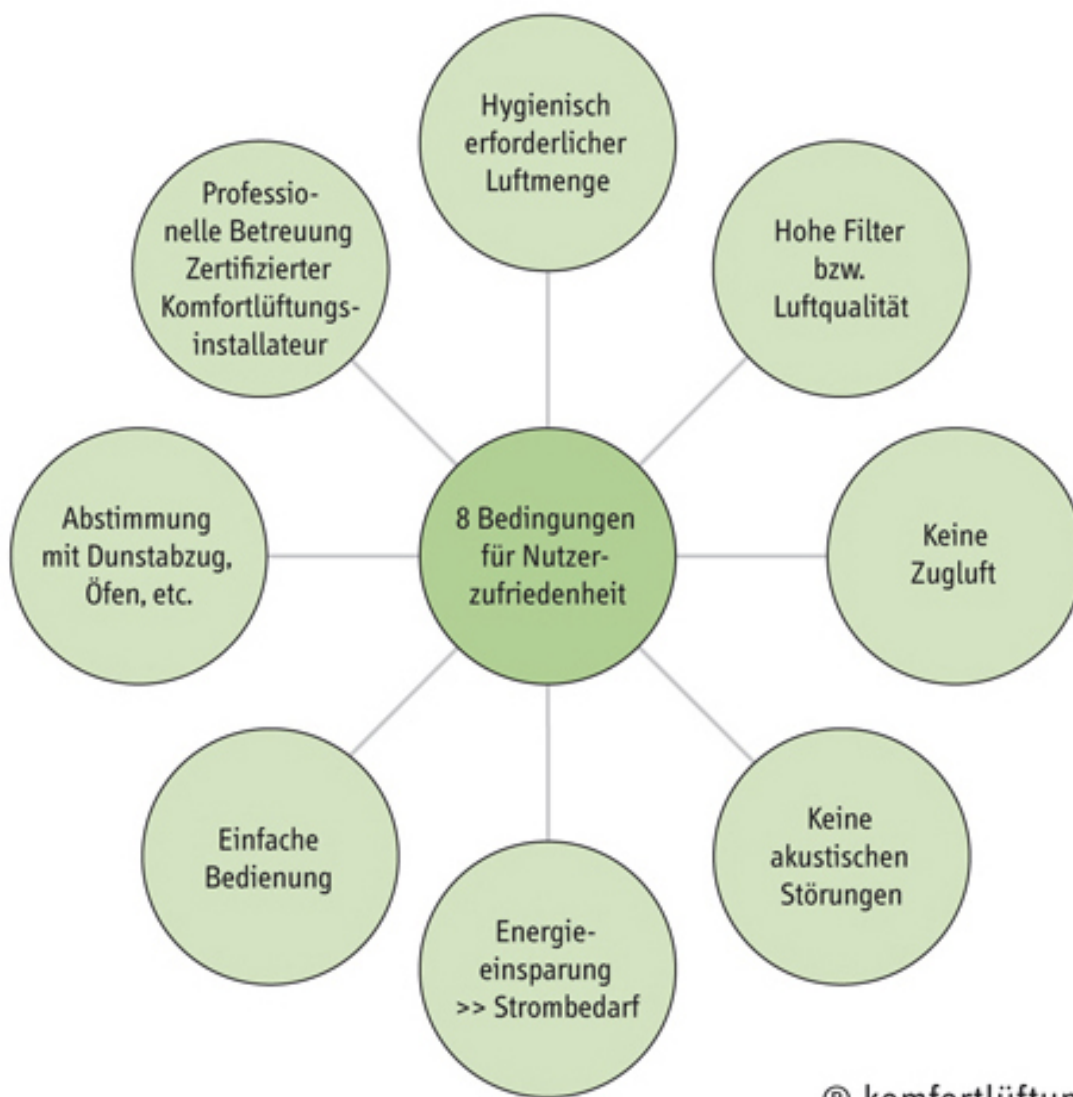 Hygienisch
erforderlicher
Luftmenge
Professio-
nelle Betreuung
Zertifizierter
Komfortlüftungs-
installateur
Hohe Filter
bzw.
Luftqualität
Abstimmung
mit Dunstabzug,
Öfen, etc.
8 Bedingungen
für Nutzer-
zufriedenheit
Keine
Zugluft
Einfache
Bedienung
Keine
akustischen
Störungen
Energie-
einsparung
>> Strombedarf